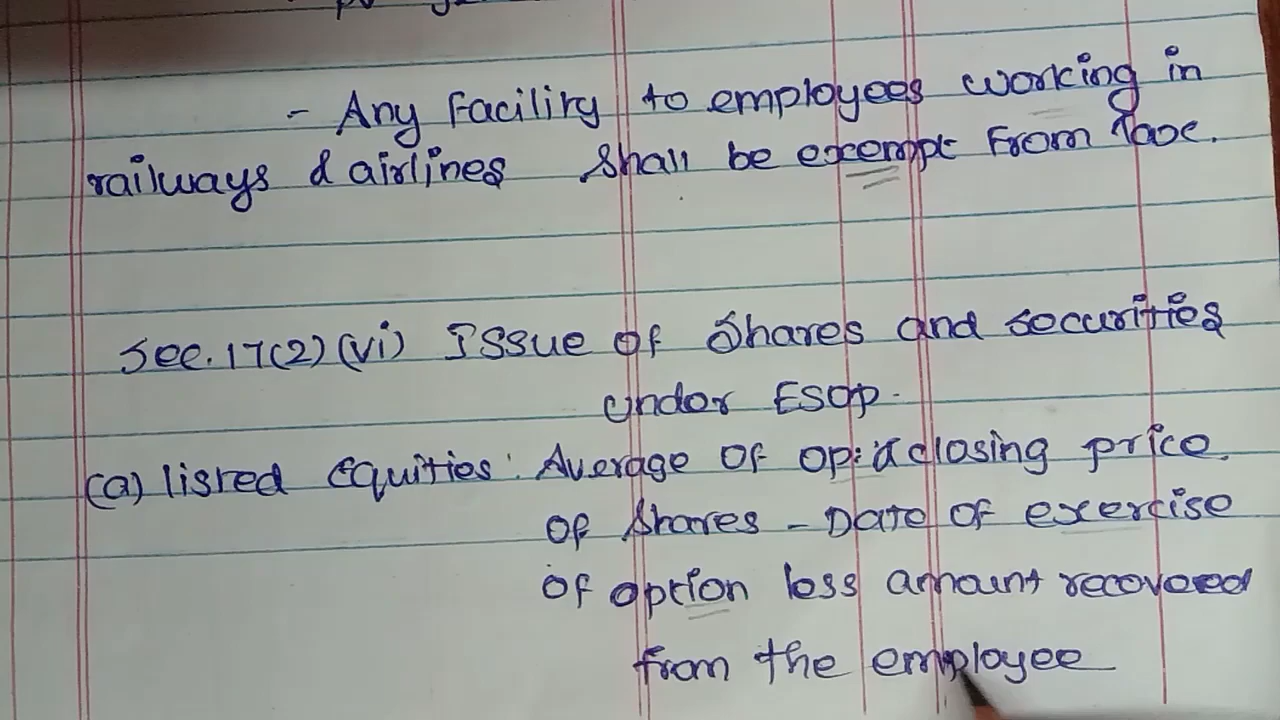 - Any Facility to employees working in
railways & airlines shall be exempt From Tax.
Sec.17(2)(vi) Issue of Shares and securities
Under ESOP.
(a) listed Equities: Average of op: & closing price.
of Shares - Date of exercise
of option less amount recovered
from the employee